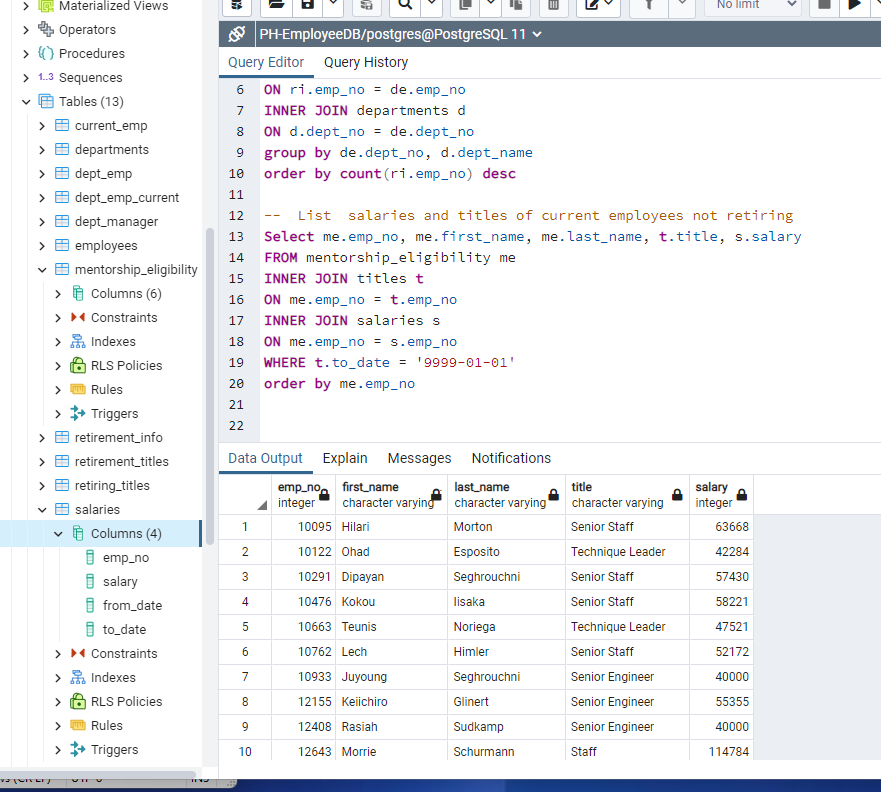 Materialized Views
Operators
Procedures
1..3 Sequences
Tables (13)
current_emp
departments
dept_emp
dept_emp_current
dept_manager
employees
mentorship_eligibility
Columns (6)
Constraints
Indexes
RLS Policies
Rules
Triggers
retirement_info
retirement_titles
retiring_titles
salaries
Columns (4)
emp_no
salary
from_date
to_date
Constraints
Indexes
RLS Policies
Rules
Triggers
No limit
PH-EmployeeDB/postgres@PostgreSQL 11
Query Editor Query History
6 ON ri.emp_no = de.emp_no
7 INNER JOIN departments d
8 ON d.dept_no = de.dept_no
9 group by de.dept_no, d.dept_name
10 order by count(ri.emp_no) desc
11
12 --  List  salaries and titles of current employees not retiring
13 Select me.emp_no, me.first_name, me.last_name, t.title, s.salary
14 FROM mentorship_eligibility me
15 INNER JOIN titles t
16 ON me.emp_no = t.emp_no
17 INNER JOIN salaries s
18 ON me.emp_no = s.emp_no
19 WHERE t.to_date = '9999-01-01'
20 order by me.emp_no
21
22
Data Output Explain Messages Notifications
emp_no first_name last_name title salary
integer character varying character varying character varying integer
1 10095 Hilari Morton Senior Staff 63668
2 10122 Ohad Esposito Technique Leader 42284
3 10291 Dipayan Seghrouchni Senior Staff 57430
4 10476 Kokou Iisaka Senior Staff 58221
5 10663 Teunis Noriega Technique Leader 47521
6 10762 Lech Himler Senior Staff 52172
7 10933 Juyoung Seghrouchni Senior Engineer 40000
8 12155 Keiichiro Glinert Senior Engineer 55355
9 12408 Rasiah Sudkamp Senior Engineer 40000
10 12643 Morrie Schurmann Staff 114784